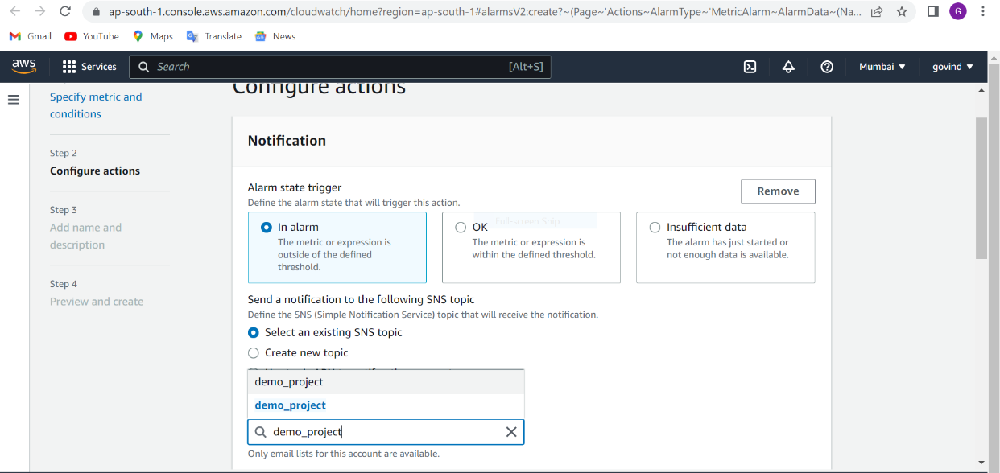 ap-south-1.console.aws.amazon.com/cloudwatch/home?region=ap-south-1#alarmsV2:create?~(Page~'Actions~AlarmType~'MetricAlarm~AlarmData~(Na...
G
Gmail YouTube Maps Translate News
aws Services Search [Alt+S] Mumbai govind
Configure actions
Specify metric and
conditions
Step 2
Configure actions
Step 3
Add name and
description
Step 4
Preview and create
Notification
Alarm state trigger
Define the alarm state that will trigger this action.
Remove
In alarm
The metric or expression is
outside of the defined
threshold.
Full-screen Snip
OK
The metric or expression is
within the defined threshold.
Insufficient data
The alarm has just started or
not enough data is available.
Send a notification to the following SNS topic
Define the SNS (Simple Notification Service) topic that will receive the notification.
Select an existing SNS topic
Create new topic
demo_project
demo_project
demo_project
Only email lists for this account are available.